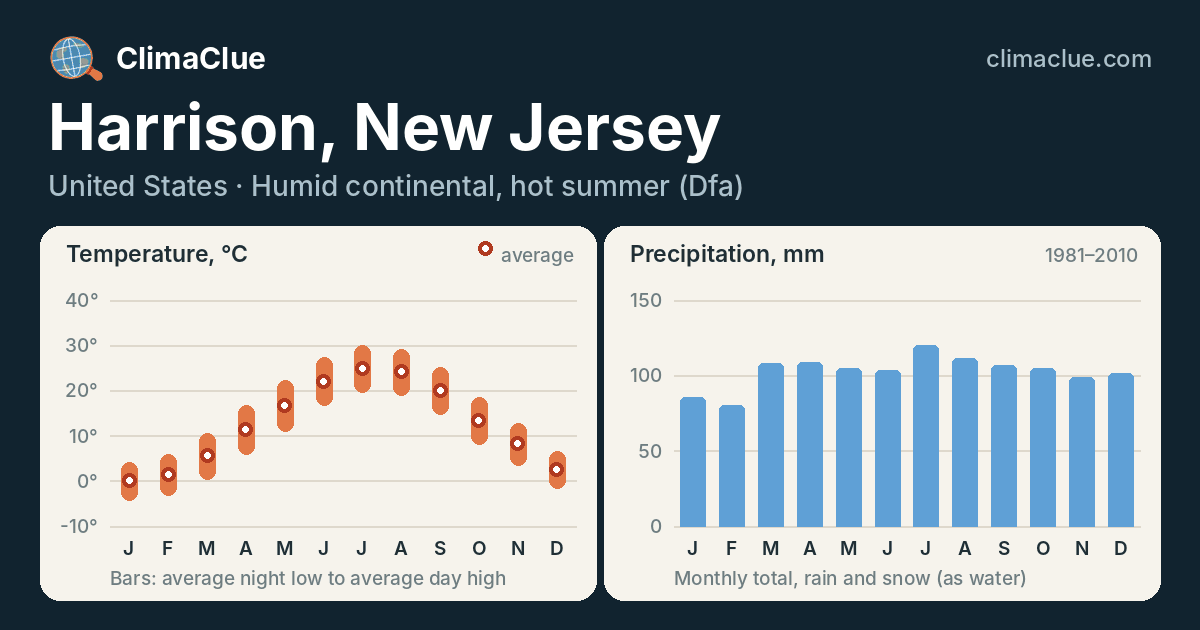 ClimaClue
climaclue.com
Harrison, New Jersey
United States · Humid continental, hot summer (Dfa)
Temperature, °C
average
40°
30°
20°
10°
0°
-10°
J F M A M J J A S O N D
Bars: average night low to average day high
Precipitation, mm
1981–2010
150
100
50
0
J F M A M J J A S O N D
Monthly total, rain and snow (as water)